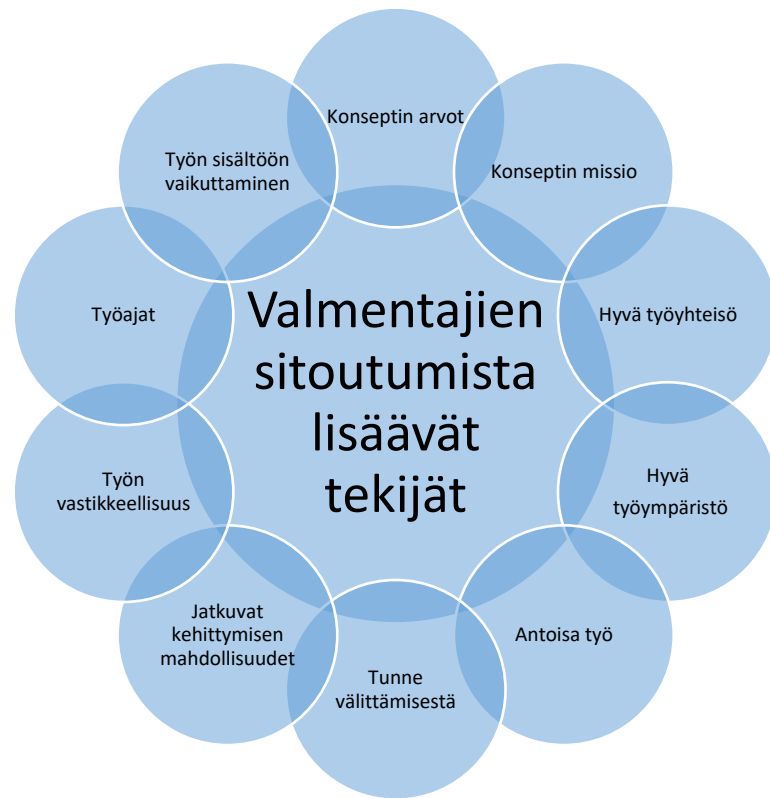 Konseptin arvot
Konseptin missio
Hyvä työyhteisö
Hyvä
työympäristö
Antoisa työ
Tunne
välittämisestä
Jatkuvat
kehittymisen
mahdollisuudet
Työn
vastikkeellisuus
Työajat
Työn sisältöön
vaikuttaminen
Valmentajien
sitoutumista
lisäävät
tekijät